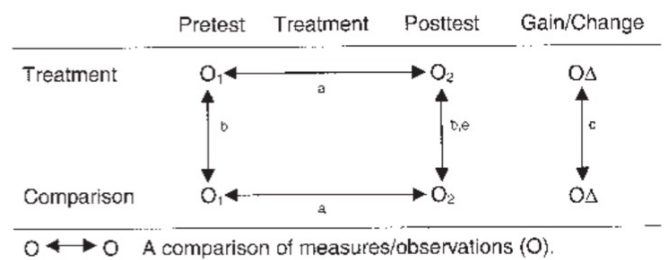 Pretest Treatment Posttest Gain/Change
Treatment O₁ O₂ OΔ
a
b b,e c
Comparison O₁ O₂ OΔ
a
O O A comparison of measures/observations (O).